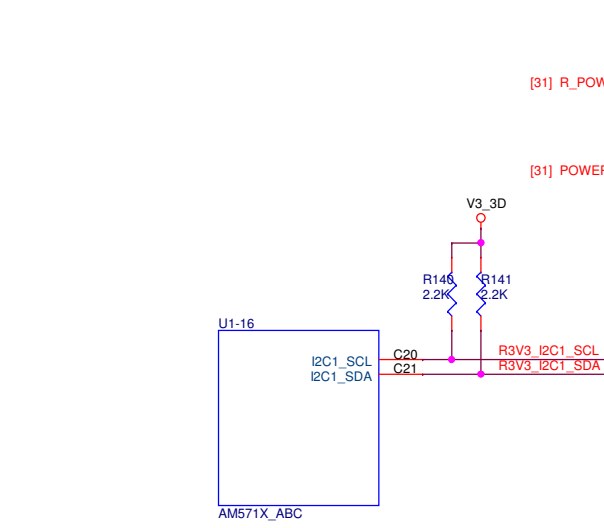 [31] R_POW
[31] POWER
V3_3D
R140 R141
2.2K 2.2K
U1-16
I2C1_SCL C20 R3V3_I2C1_SCL
I2C1_SDA C21 R3V3_I2C1_SDA
AM571X_ABC